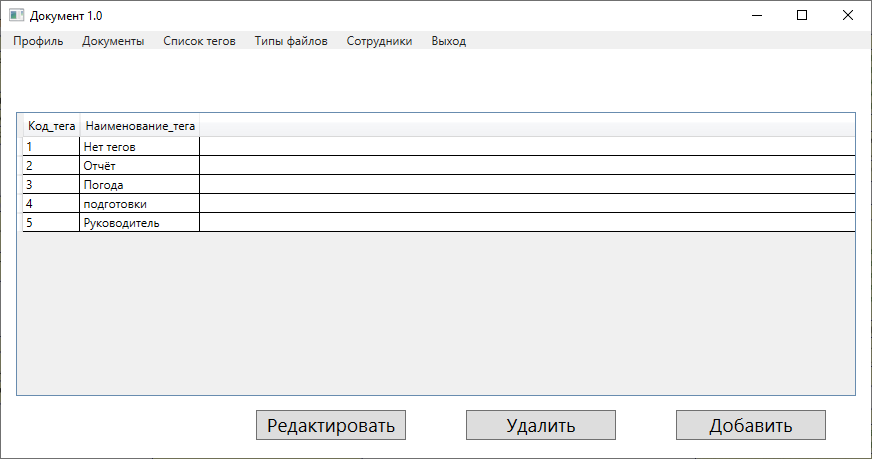 Документ 1.0
Профиль Документы Список тегов Типы файлов Сотрудники Выход
Код_тега Наименование_тега
1 Нет тегов
2 Отчёт
3 Погода
4 подготовки
5 Руководитель
Редактировать Удалить Добавить